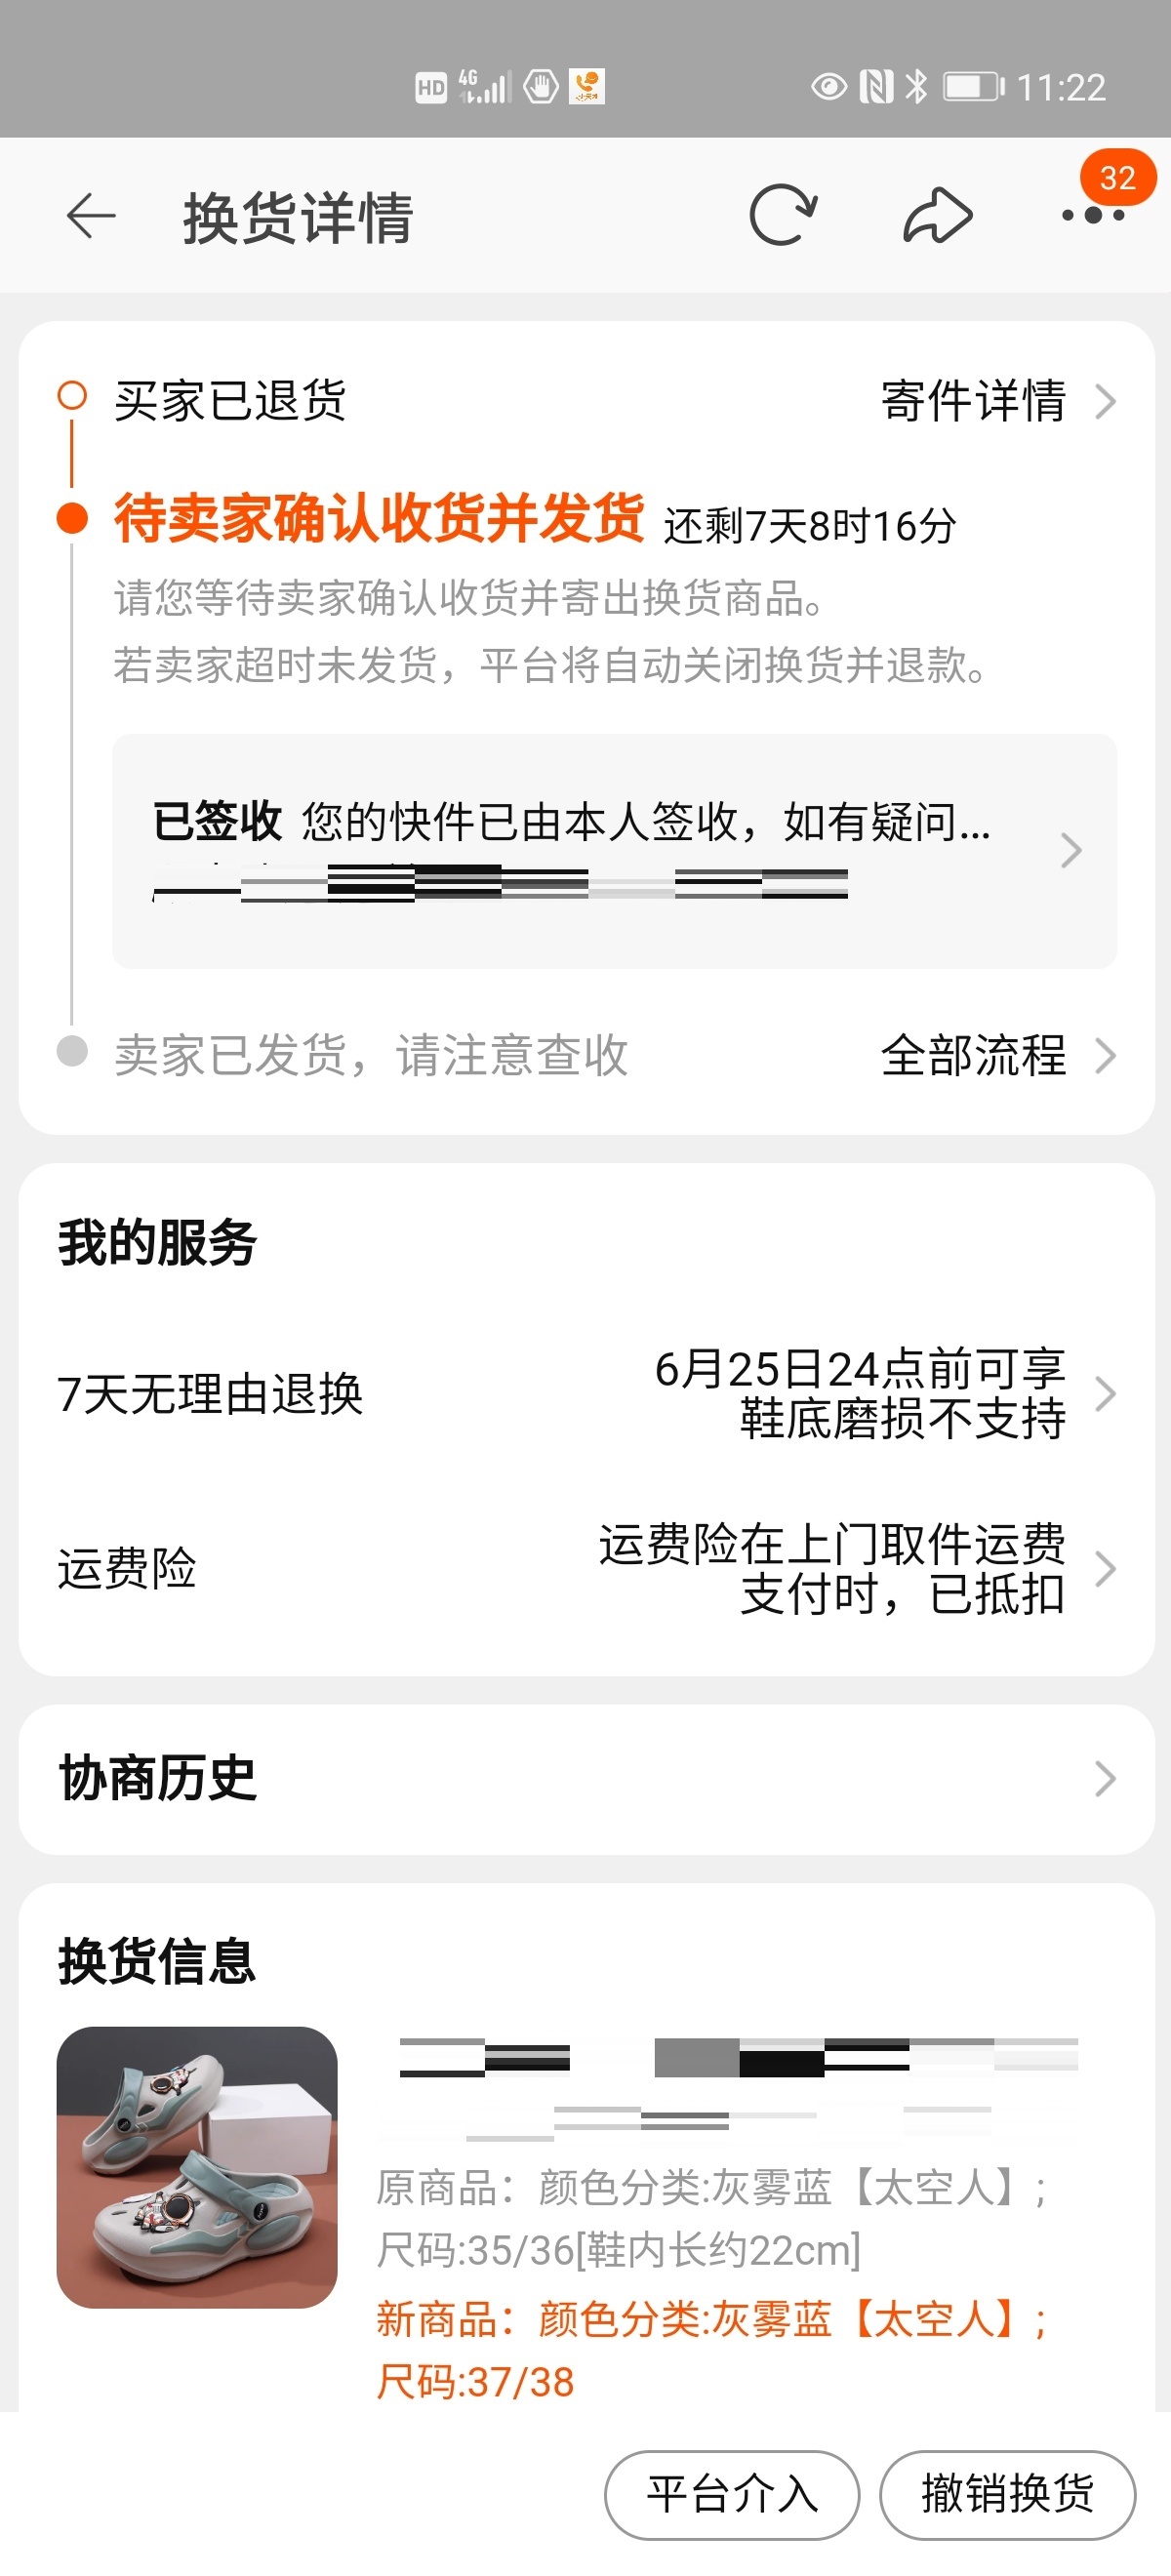 HD 4G 11:22
换货详情
32
买家已退货 寄件详情
待卖家确认收货并发货 还剩7天8时16分
请您等待卖家确认收货并寄出换货商品。
若卖家超时未发货，平台将自动关闭换货并退款。
已签收 您的快件已由本人签收，如有疑问...
卖家已发货，请注意查收 全部流程
我的服务
7天无理由退换 6月25日24点前可享
鞋底磨损不支持
运费险 运费险在上门取件运费
支付时，已抵扣
协商历史
换货信息
原商品：颜色分类:灰雾蓝【太空人】;
尺码:35/36[鞋内长约22cm]
新商品：颜色分类:灰雾蓝【太空人】;
尺码:37/38
平台介入 撤销换货